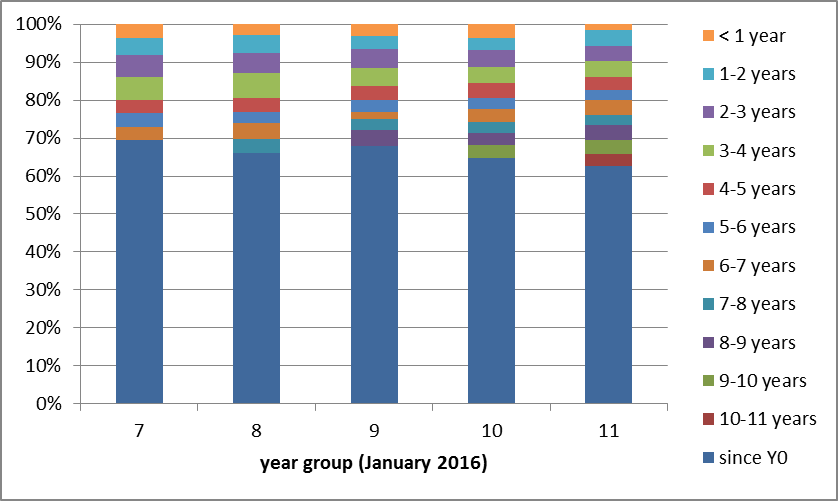 100%
90%
80%
70%
60%
50%
40%
30%
20%
10%
0%
7 8 9 10 11
year group (January 2016)
< 1 year
1-2 years
2-3 years
3-4 years
4-5 years
5-6 years
6-7 years
7-8 years
8-9 years
9-10 years
10-11 years
since Y0